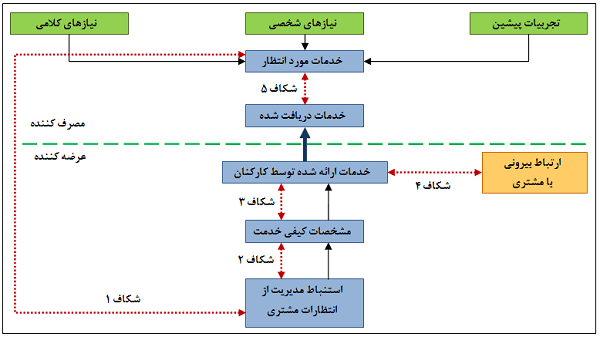 تجربیات پیشین
نیازهای شخصی
نیازهای کلامی
خدمات مورد انتظار
شکاف ۵
خدمات دریافت شده
مصرف کننده
عرضه کننده
خدمات ارائه شده توسط کارکنان
ارتباط بیرونی
با مشتری
شکاف ۴
شکاف ۳
مشخصات کیفی خدمت
شکاف ۲
استنباط مدیریت از
انتظارات مشتری
شکاف ۱